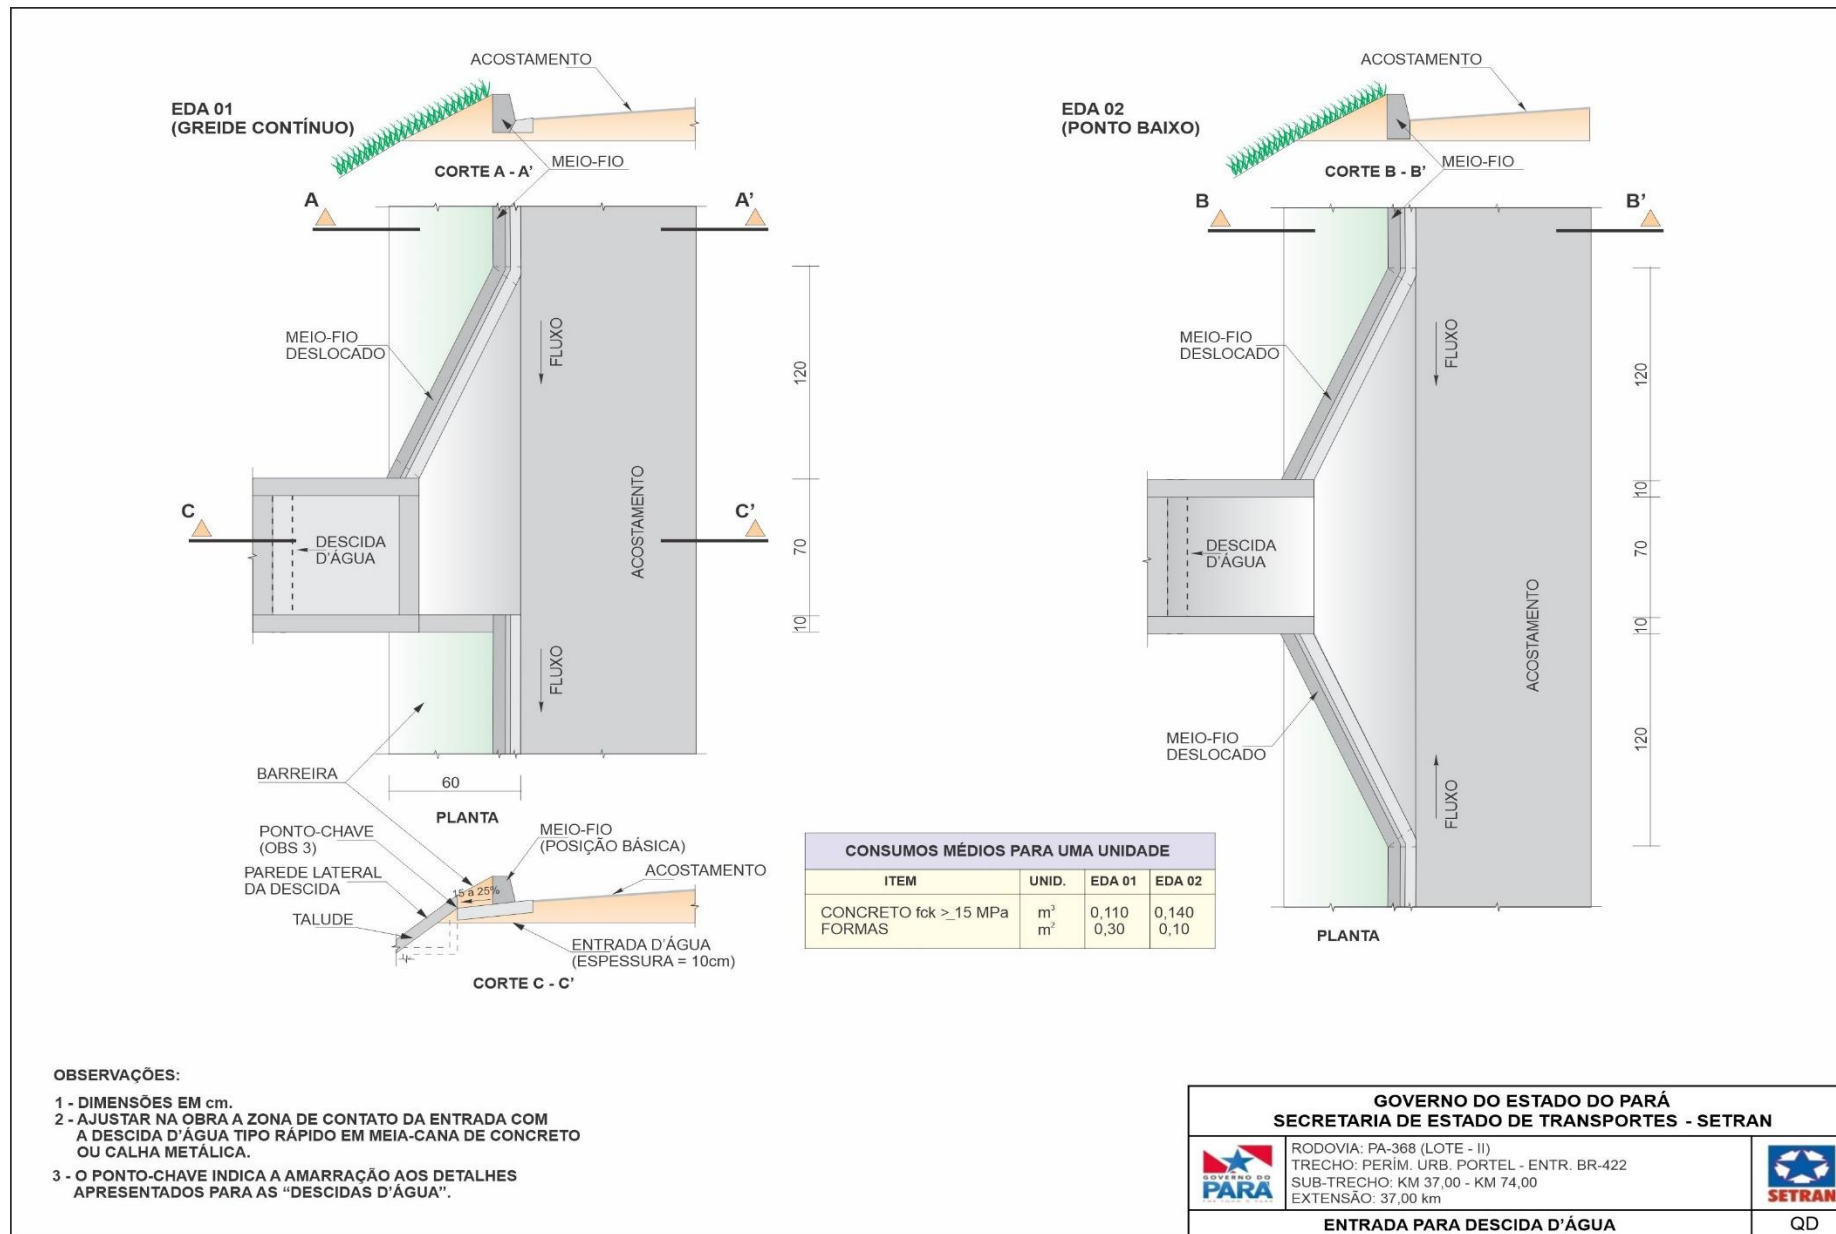 EDA 01
(GREIDE CONTÍNUO)
ACOSTAMENTO
CORTE A - A'
MEIO-FIO
A
A'
MEIO-FIO
DESLOCADO
FLUXO
120
C
C'
DESCIDA
D'ÁGUA
ACOSTAMENTO
70
10
FLUXO
BARREIRA
60
PLANTA
PONTO-CHAVE
(OBS 3)
MEIO-FIO
(POSIÇÃO BÁSICA)
PAREDE LATERAL
DA DESCIDA
15 a 25%
ACOSTAMENTO
TALUDE
ENTRADA D'ÁGUA
(ESPESSURA = 10cm)
CORTE C - C'
EDA 02
(PONTO BAIXO)
ACOSTAMENTO
CORTE B - B'
MEIO-FIO
B
B'
MEIO-FIO
DESLOCADO
FLUXO
120
10
DESCIDA
D'ÁGUA
70
ACOSTAMENTO
10
MEIO-FIO
DESLOCADO
FLUXO
120
PLANTA
CONSUMOS MÉDIOS PARA UMA UNIDADE
ITEM UNID. EDA 01 EDA 02
CONCRETO fck >_15 MPa m³ 0,110 0,140
FORMAS m² 0,30 0,10
OBSERVAÇÕES:
1 - DIMENSÕES EM cm.
2 - AJUSTAR NA OBRA A ZONA DE CONTATO DA ENTRADA COM
A DESCIDA D'ÁGUA TIPO RÁPIDO EM MEIA-CANA DE CONCRETO
OU CALHA METÁLICA.
3 - O PONTO-CHAVE INDICA A AMARRAÇÃO AOS DETALHES
APRESENTADOS PARA AS “DESCIDAS D'ÁGUA”.
GOVERNO DO ESTADO DO PARÁ
SECRETARIA DE ESTADO DE TRANSPORTES - SETRAN
GOVERNO DO
PARÁ
RODOVIA: PA-368 (LOTE - II)
TRECHO: PERÍM. URB. PORTEL - ENTR. BR-422
SUB-TRECHO: KM 37,00 - KM 74,00
EXTENSÃO: 37,00 km
SETRAN
ENTRADA PARA DESCIDA D'ÁGUA
QD